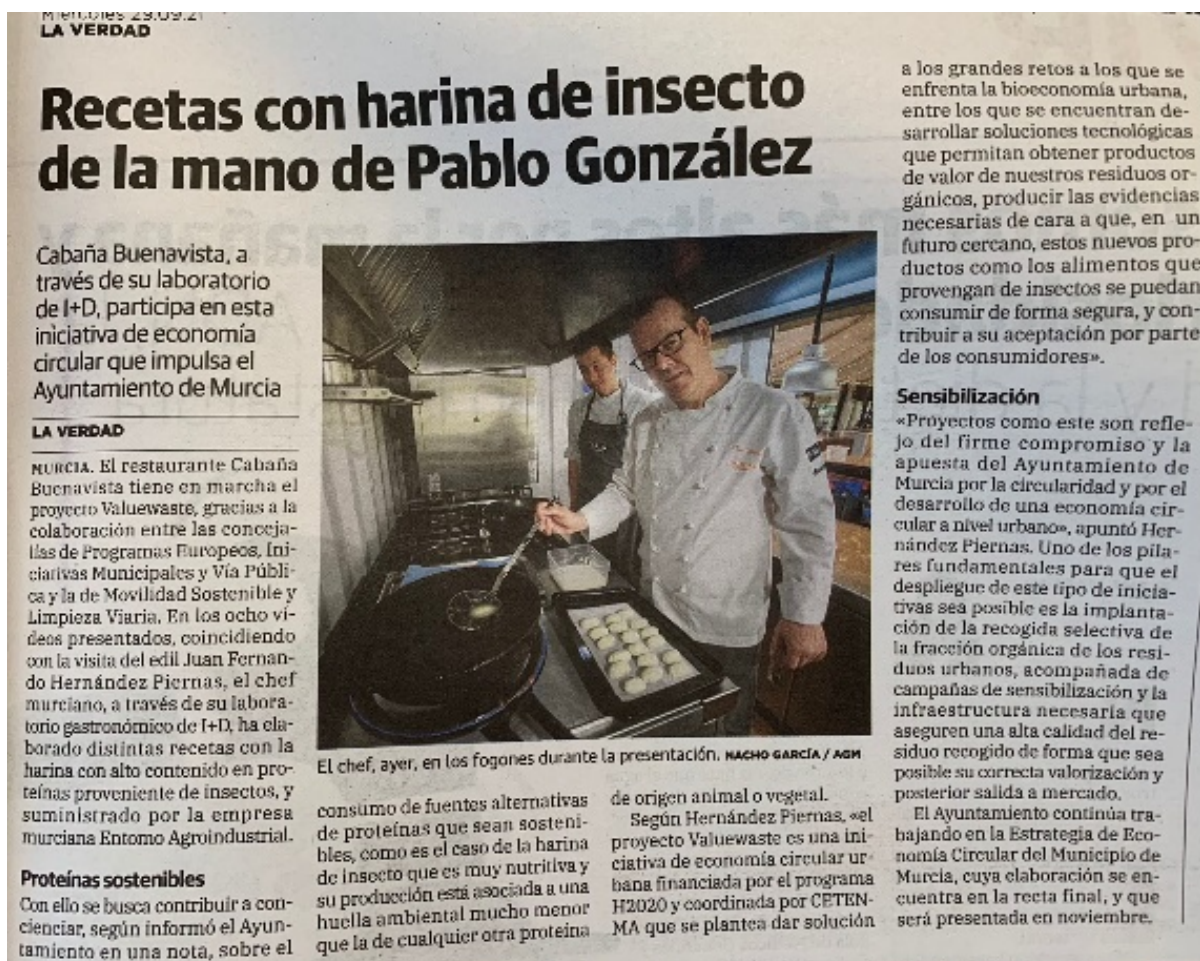 Miércoles 29.09.21
LA VERDAD
Recetas con harina de insecto
de la mano de Pablo González
Cabaña Buenavista, a
través de su laboratorio
de I+D, participa en esta
iniciativa de economía
circular que impulsa el
Ayuntamiento de Murcia
LA VERDAD
MURCIA. El restaurante Cabaña
Buenavista tiene en marcha el
proyecto Valuewaste, gracias a la
colaboración entre las conceja-
lías de Programas Europeos, Ini-
ciativas Municipales y Vía Públi-
ca y la de Movilidad Sostenible y
Limpieza Viaria. En los ocho ví-
deos presentados, coincidiendo
con la visita del edil Juan Fernan-
do Hernández Piernas, el chef
murciano, a través de su labora-
torio gastronómico de I+D, ha ela-
borado distintas recetas con la
harina con alto contenido en pro-
teínas proveniente de insectos, y
suministrado por la empresa
murciana Entomo Agroindustrial.
Proteínas sostenibles
Con ello se busca contribuir a con-
cienciar, según informó el Ayun-
tamiento en una nota, sobre el
El chef, ayer, en los fogones durante la presentación. NACHO GARCÍA / AGM
consumo de fuentes alternativas
de proteínas que sean sosteni-
bles, como es el caso de la harina
de insecto que es muy nutritiva y
su producción está asociada a una
huella ambiental mucho menor
que la de cualquier otra proteína
de origen animal o vegetal.
Según Hernández Piernas, «el
proyecto Valuewaste es una ini-
ciativa de economía circular ur-
bana financiada por el programa
H2020 y coordinada por CETEN-
MA que se plantea dar solución
a los grandes retos a los que se
enfrenta la bioeconomía urbana,
entre los que se encuentran de-
sarrollar soluciones tecnológicas
que permitan obtener productos
de valor de nuestros residuos or-
gánicos, producir las evidencias
necesarias de cara a que, en un
futuro cercano, estos nuevos pro-
ductos como los alimentos que
provengan de insectos se puedan
consumir de forma segura, y con-
tribuir a su aceptación por parte
de los consumidores».
Sensibilización
«Proyectos como este son refle-
jo del firme compromiso y la
apuesta del Ayuntamiento de
Murcia por la circularidad y por el
desarrollo de una economía cir-
cular a nivel urbano», apuntó Her-
nández Piernas. Uno de los pila-
res fundamentales para que el
despliegue de este tipo de inicia-
tivas sea posible es la implanta-
ción de la recogida selectiva de
la fracción orgánica de los resi-
duos urbanos, acompañada de
campañas de sensibilización y la
infraestructura necesaria que
aseguren una alta calidad del re-
siduo recogido de forma que sea
posible su correcta valorización y
posterior salida a mercado.
El Ayuntamiento continúa tra-
bajando en la Estrategia de Eco-
nomía Circular del Municipio de
Murcia, cuya elaboración se en-
cuentra en la recta final, y que
será presentada en noviembre.